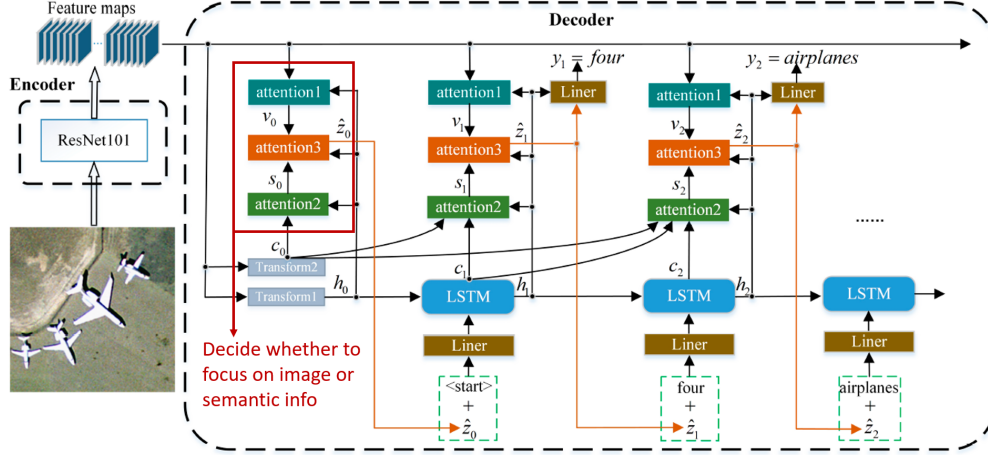 Feature maps
Decoder
Encoder
ResNet101
y₁ = four
y₂ = airplanes
attention1
attention1
Liner
attention1
Liner
v₀
ẑ₀
v₁
ẑ₁
v₂
ẑ₂
attention3
attention3
attention3
s₀
s₁
s₂
attention2
attention2
attention2
......
c₀
c₁
c₂
Transform2
Transform1
h₀
LSTM
h₁
LSTM
h₂
LSTM
Decide whether to
focus on image or
semantic info
Liner
Liner
Liner
<start>
+
ẑ₀
four
+
ẑ₁
airplanes
+
ẑ₂